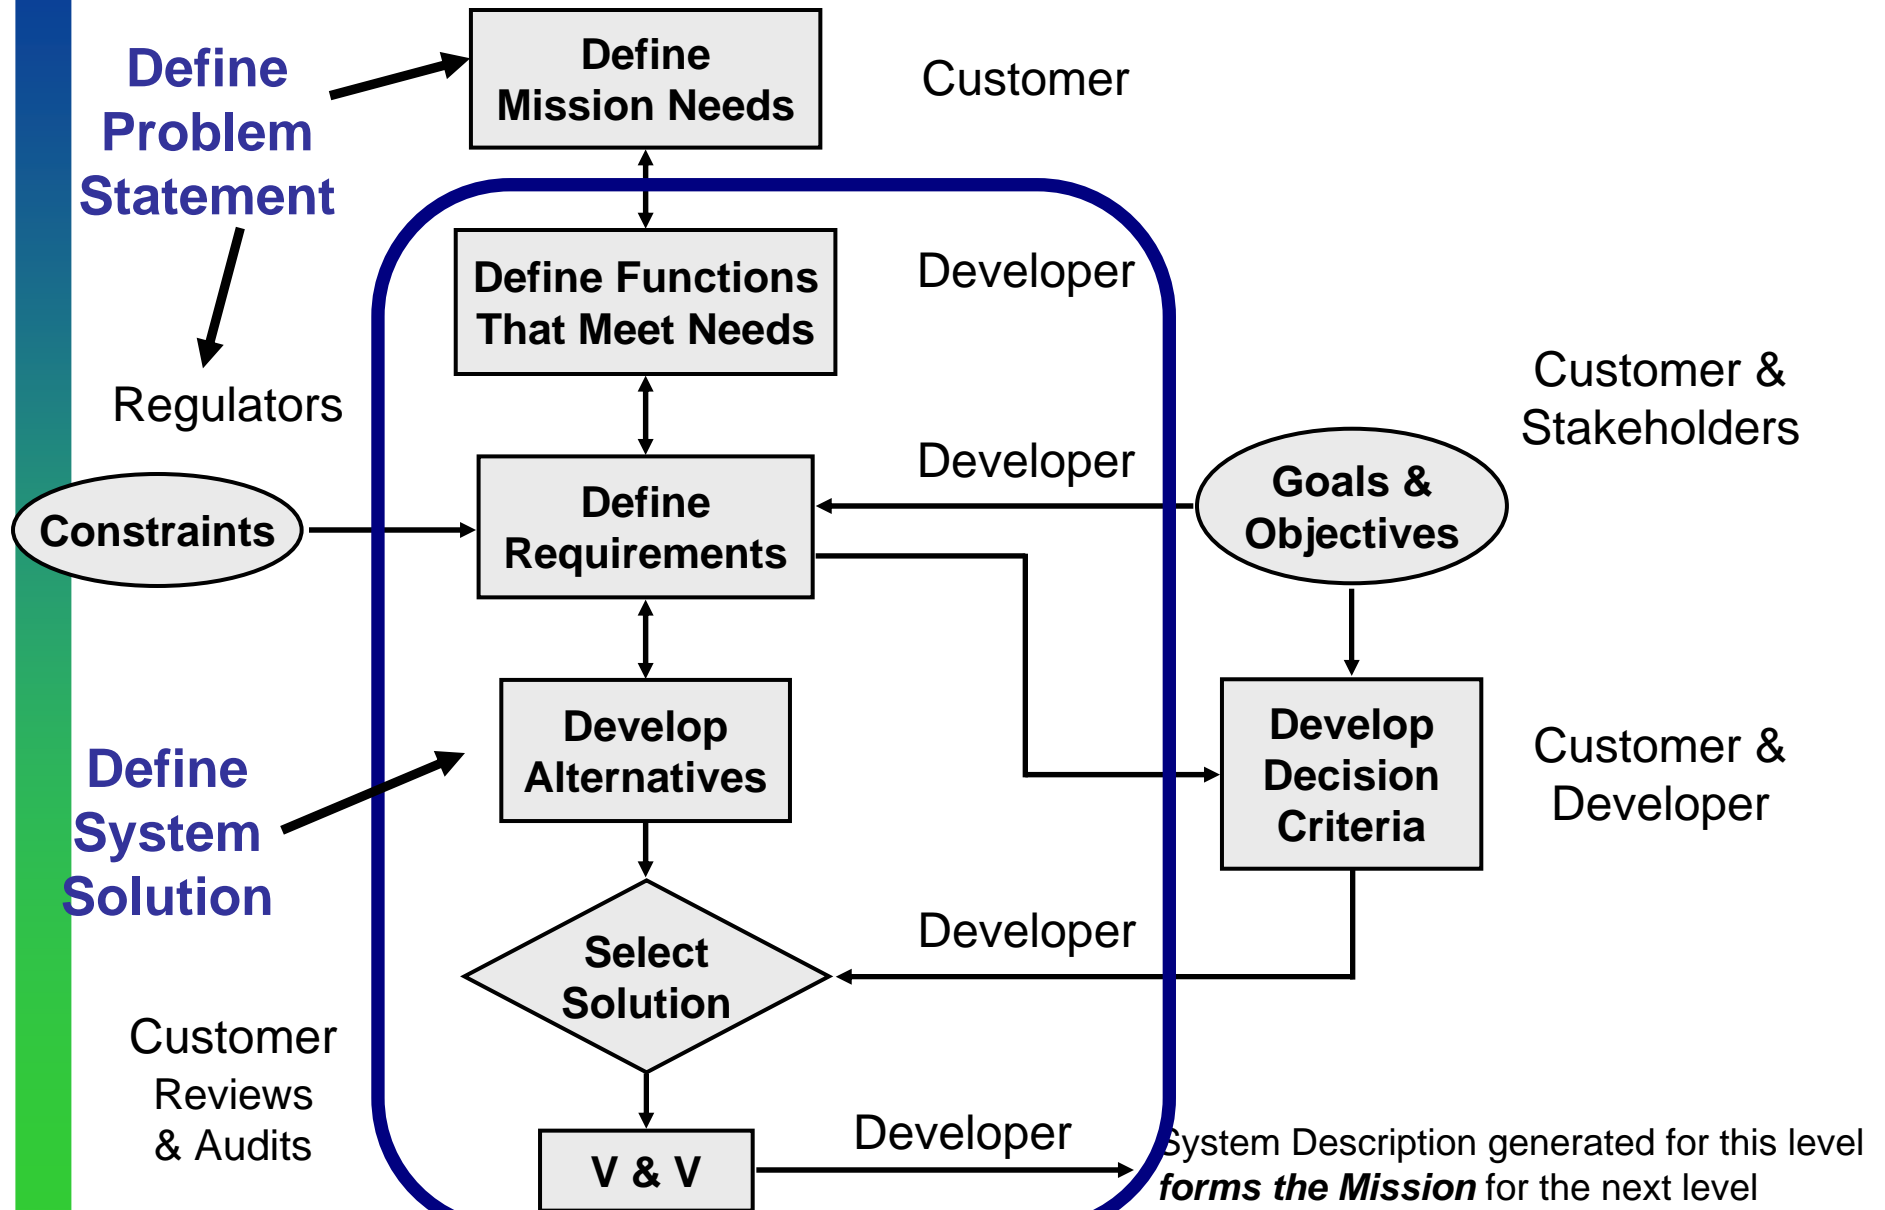 Define
Problem
Statement
Define
Mission Needs
Customer
Define Functions
That Meet Needs
Developer
Regulators
Customer &
Stakeholders
Constraints
Define
Requirements
Developer
Goals &
Objectives
Define
System
Solution
Develop
Alternatives
Develop
Decision
Criteria
Customer &
Developer
Select
Solution
Developer
Customer
Reviews
& Audits
V & V
Developer
System Description generated for this level
forms the Mission for the next level